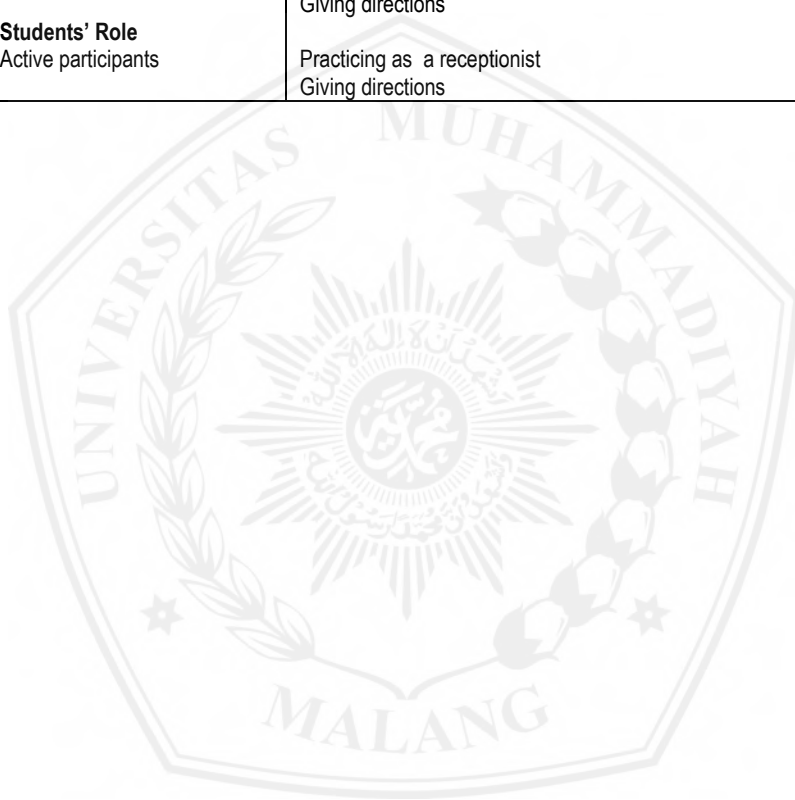 Giving directions
Students’ Role
Active participants
Practicing as a receptionist
Giving directions
UNIVERSITAS MUHAMMADIYAH
MALANG